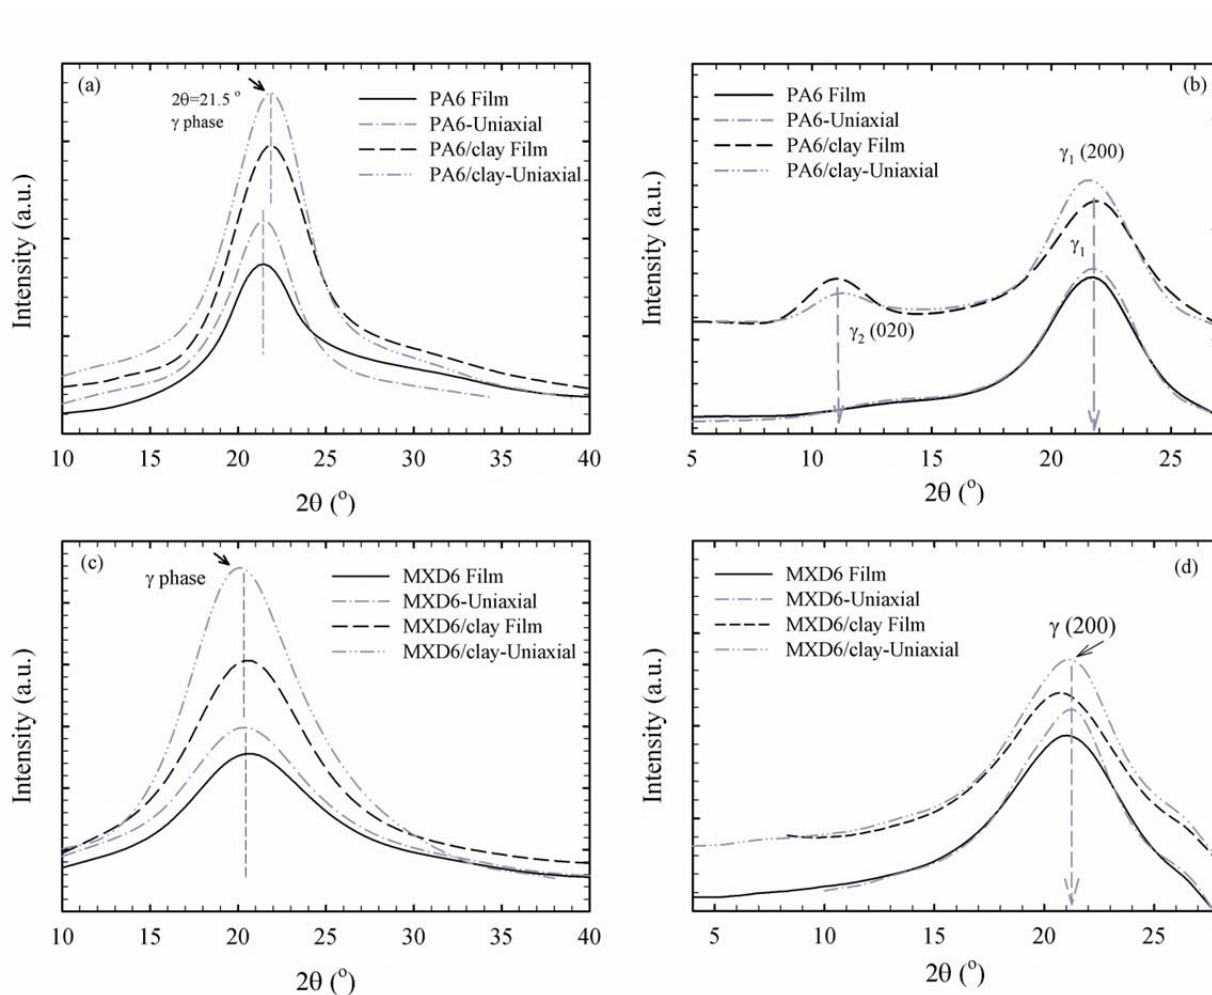 (a)
2θ=21.5 °
γ phase
PA6 Film
PA6-Uniaxial
PA6/clay Film
PA6/clay-Uniaxial
Intensity (a.u.)
10 15 20 25 30 35 40
2θ (°)
(b)
PA6 Film
PA6-Uniaxial
PA6/clay Film
PA6/clay-Uniaxial
γ1 (200)
γ1
γ2 (020)
Intensity (a.u.)
5 10 15 20 25
2θ (°)
(c)
γ phase
MXD6 Film
MXD6-Uniaxial
MXD6/clay Film
MXD6/clay-Uniaxial
Intensity (a.u.)
10 15 20 25 30 35 40
2θ (°)
(d)
MXD6 Film
MXD6-Uniaxial
MXD6/clay Film
MXD6/clay-Uniaxial
γ (200)
Intensity (a.u.)
5 10 15 20 25
2θ (°)